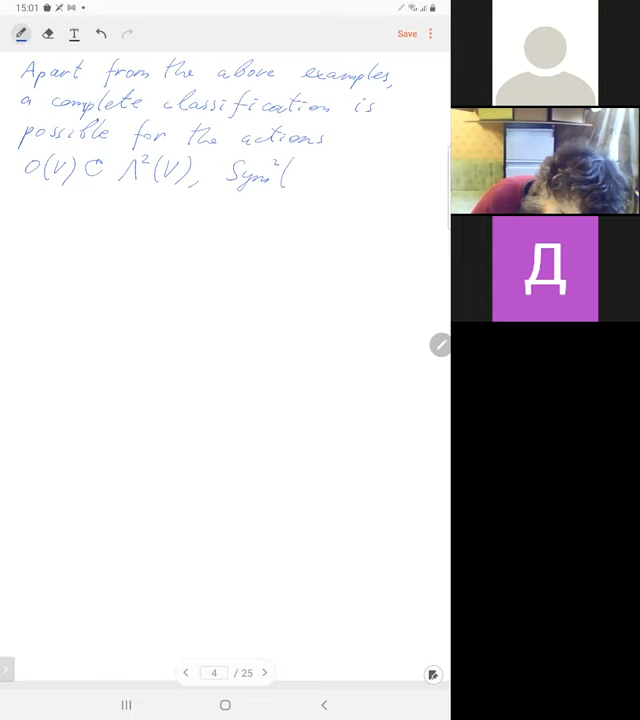 15:01
Save
Apart from the above examples,
a complete classification is
possible for the actions
O(V) C Λ²(V), Sym²(
4 / 25
Д